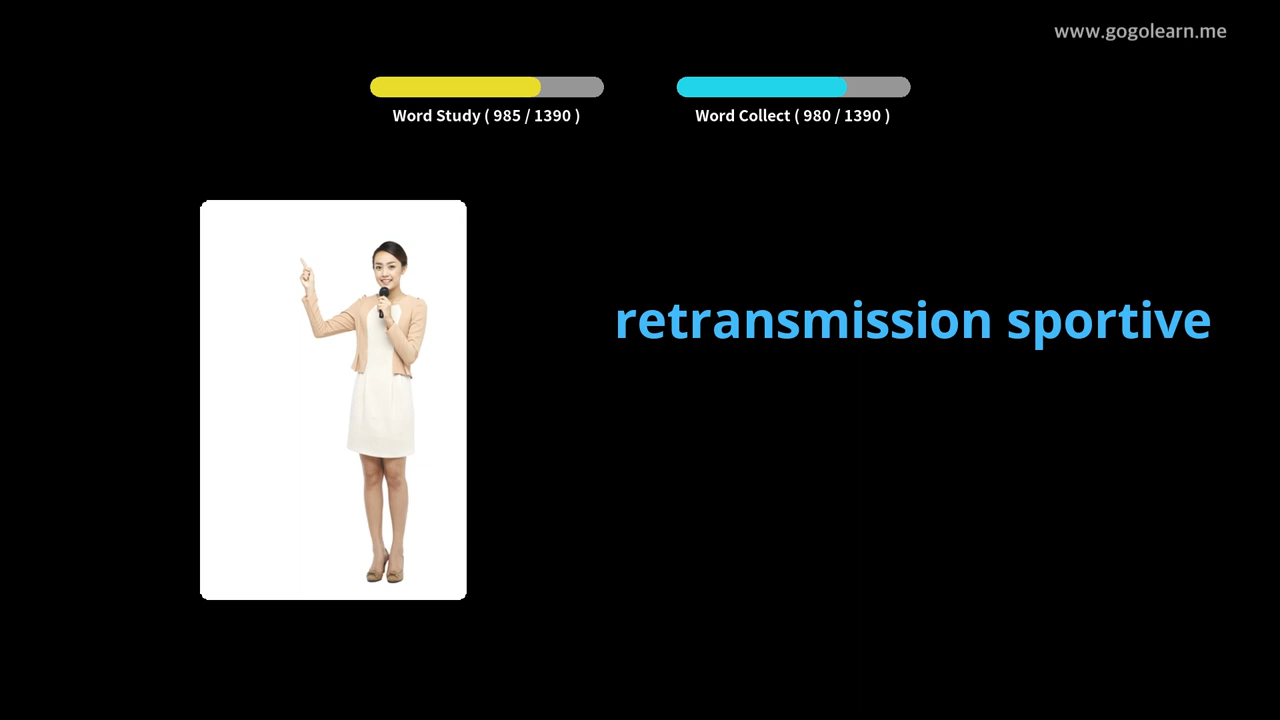 www.gogolearn.me
Word Study ( 985 / 1390 )
Word Collect ( 980 / 1390 )
retransmission sportive